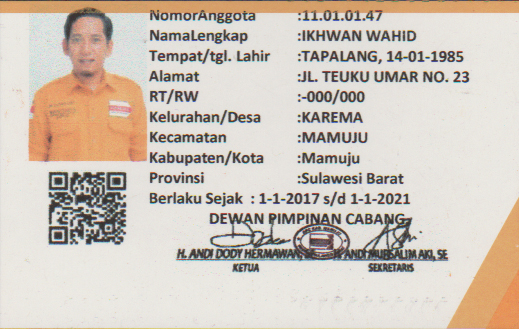 NomorAnggota :11.01.01.47
NamaLengkap :IKHWAN WAHID
Tempat/tgl. Lahir :TAPALANG, 14-01-1985
Alamat :JL. TEUKU UMAR NO. 23
RT/RW :-000/000
Kelurahan/Desa :KAREMA
Kecamatan :MAMUJU
Kabupaten/Kota :Mamuju
Provinsi :Sulawesi Barat
Berlaku Sejak : 1-1-2017 s/d 1-1-2021
DEWAN PIMPINAN CABANG
H. ANDI DODY HERMAWAN, ANDI MURSALIM AKI, SE
KETUA SEKRETARIS